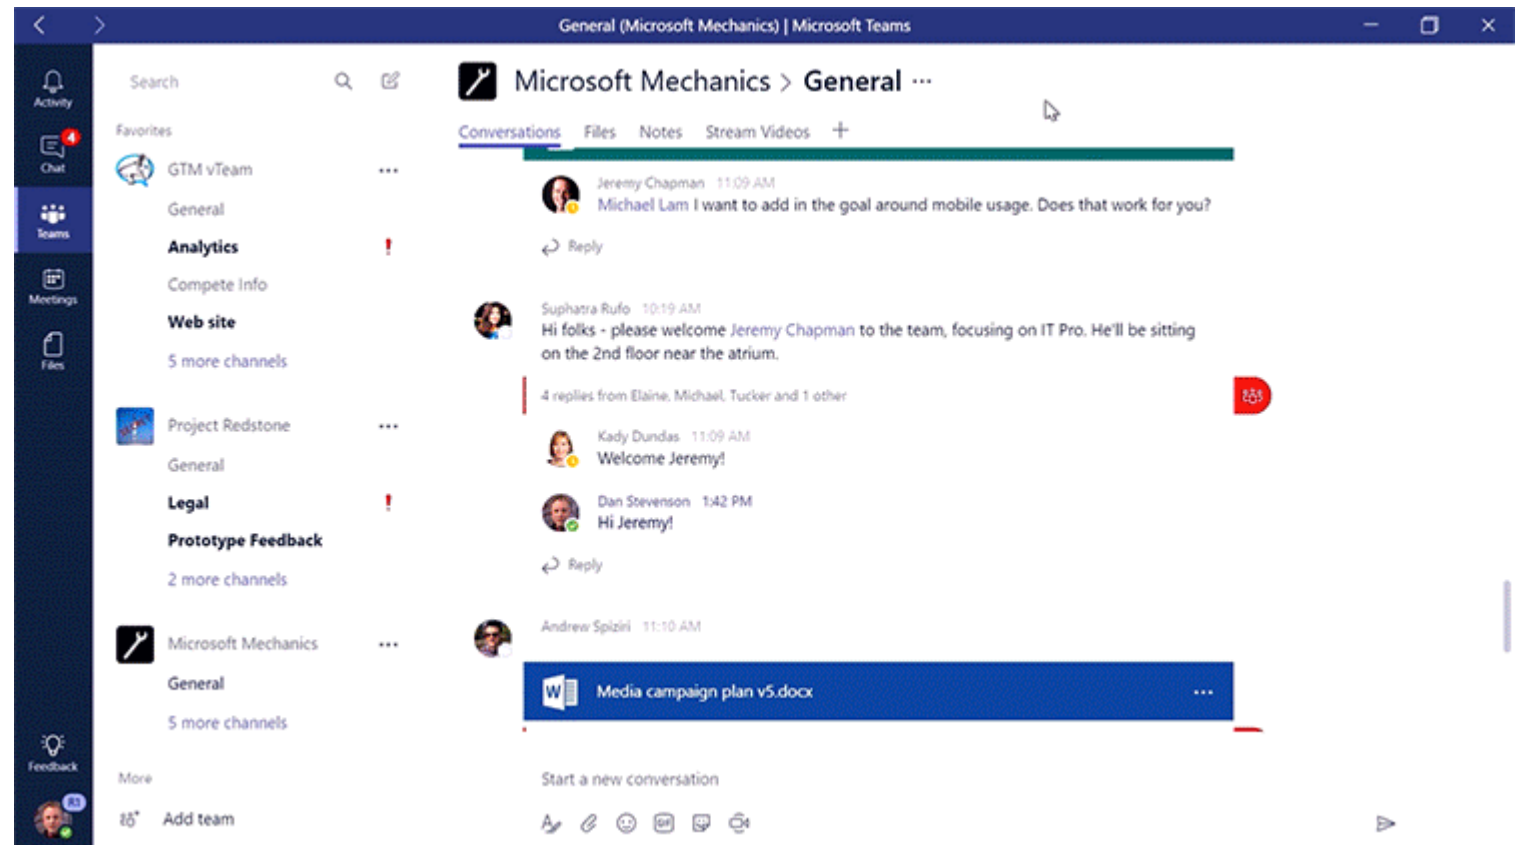 General (Microsoft Mechanics) | Microsoft Teams
Activity
4
Chat
Teams
Meetings
Files
Feedback
R1
Search
Favorites
GTM vTeam
General
Analytics
Compete Info
Web site
5 more channels
Project Redstone
General
Legal
Prototype Feedback
2 more channels
Microsoft Mechanics
General
5 more channels
More
Add team
Microsoft Mechanics > General ...
Conversations Files Notes Stream Videos +
Jeremy Chapman 11:09 AM
Michael Lam I want to add in the goal around mobile usage. Does that work for you?
Reply
Suphatra Rufo 10:19 AM
Hi folks - please welcome Jeremy Chapman to the team, focusing on IT Pro. He'll be sitting
on the 2nd floor near the atrium.
4 replies from Elaine, Michael, Tucker and 1 other
Kady Dundas 11:09 AM
Welcome Jeremy!
Dan Stevenson 1:42 PM
Hi Jeremy!
Reply
Andrew Spiziri 11:10 AM
W Media campaign plan v5.docx
Start a new conversation
GIF